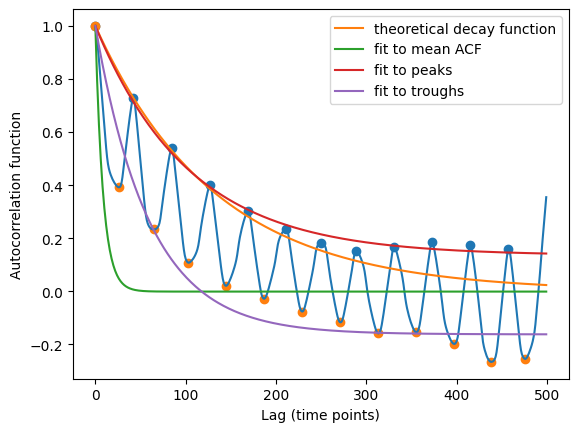 theoretical decay function
fit to mean ACF
fit to peaks
fit to troughs
Autocorrelation function
1.0
0.8
0.6
0.4
0.2
0.0
−0.2
0 100 200 300 400 500
Lag (time points)